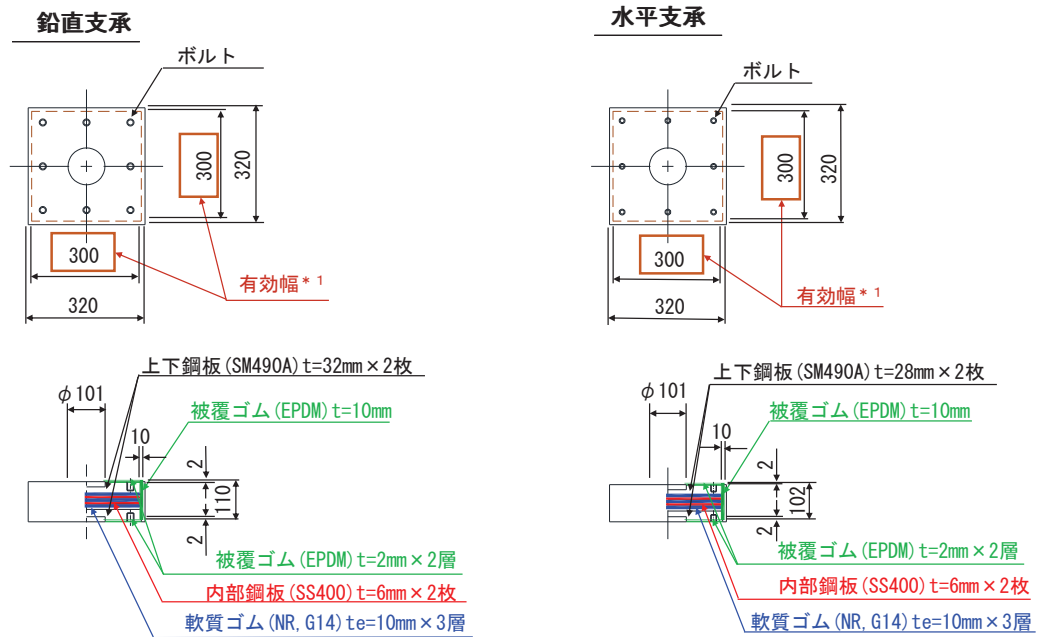 鉛直支承
ボルト
300
320
300
320
有効幅*1
上下鋼板(SM490A)t=32mm×2枚
φ101
被覆ゴム(EPDM)t=10mm
10
2
110
2
被覆ゴム(EPDM)t=2mm×2層
内部鋼板(SS400)t=6mm×2枚
軟質ゴム(NR,G14)te=10mm×3層
水平支承
ボルト
300
320
300
320
有効幅*1
上下鋼板(SM490A)t=28mm×2枚
φ101
被覆ゴム(EPDM)t=10mm
10
2
102
2
被覆ゴム(EPDM)t=2mm×2層
内部鋼板(SS400)t=6mm×2枚
軟質ゴム(NR,G14)te=10mm×3層